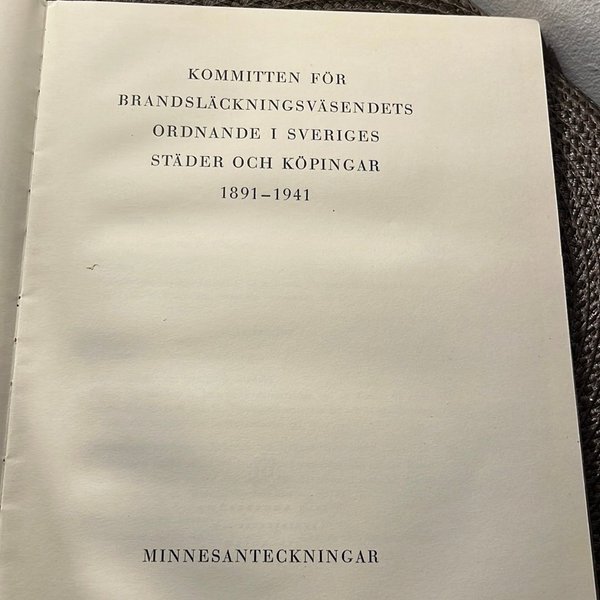 KOMMITTEN FÖR
BRANDSLÄCKNINGSVÄSENDETS
ORDNANDE I SVERIGES
STÄDER OCH KÖPINGAR
1891–1941
MINNESANTECKNINGAR